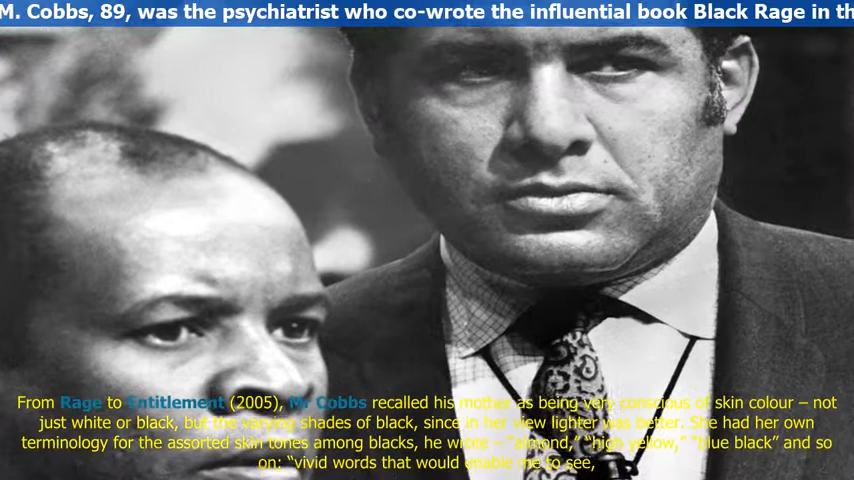 M. Cobbs, 89, was the psychiatrist who co-wrote the influential book Black Rage in th
From Rage to Entitlement (2005), Mr Cobbs recalled his mother as being very conscious of skin colour – not
just white or black, but the varying shades of black, since in her view lighter was better. She had her own
terminology for the assorted skin tones among blacks, he wrote – “almond,” “high yellow,” “blue black” and so
on; “vivid words that would enable me to see,